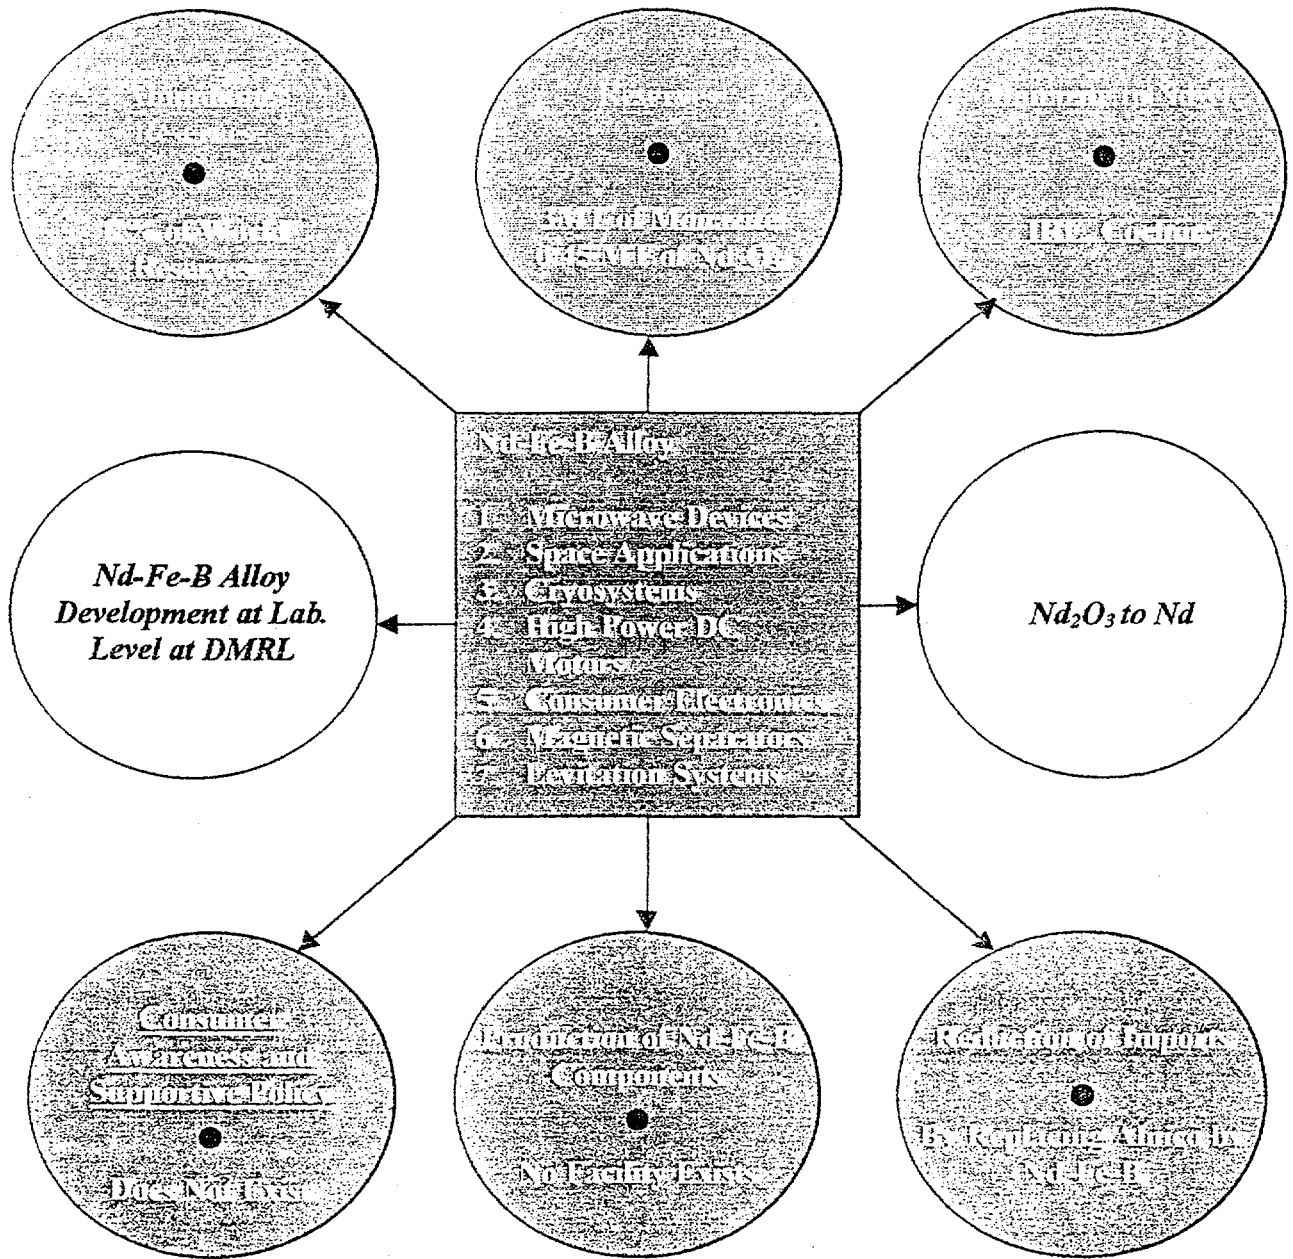 Reserves
IRE, Cochin
Nd-Fe-B Alloy
1. Microwave Devices
2. Space Applications
3. Cryosystems
4. High Power DC
Motors
5. Consumer Electronics
6. Magnetic Separators
7. Levitation Systems
Nd-Fe-B Alloy
Development at Lab.
Level at DMRL
Nd₂O₃ to Nd
Consumer
Awareness and
Supportive Policy
Does Not Exist
Production of Nd-Fe-B
Components
No Facility Exists
Reduction of Imports
By Replacing Alnico by
Nd-Fe-B